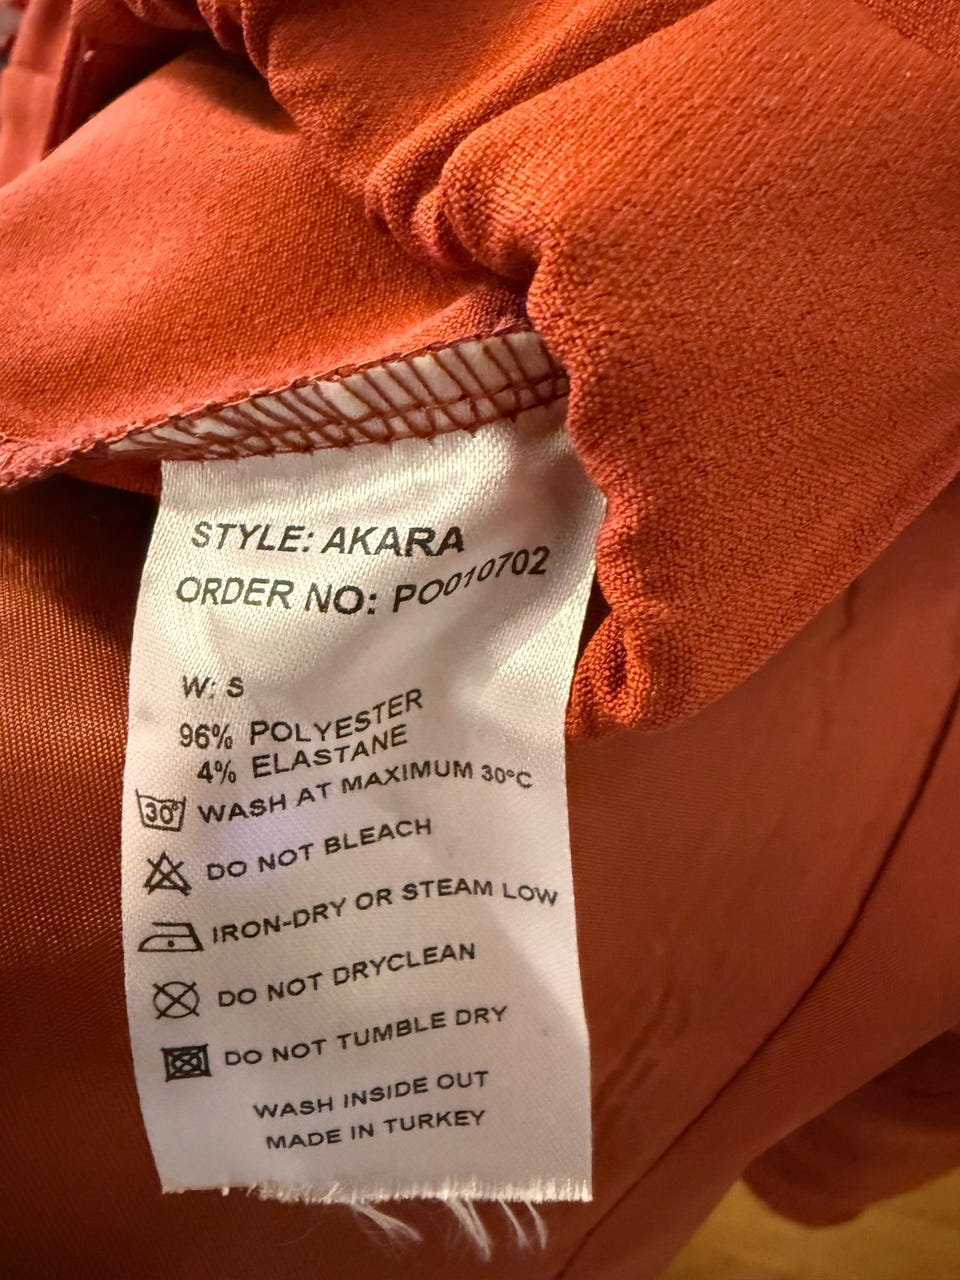 STYLE: AKARA
ORDER NO: PO010702
W: S
96% POLYESTER
4% ELASTANE
30° WASH AT MAXIMUM 30°C
DO NOT BLEACH
IRON-DRY OR STEAM LOW
DO NOT DRYCLEAN
DO NOT TUMBLE DRY
WASH INSIDE OUT
MADE IN TURKEY